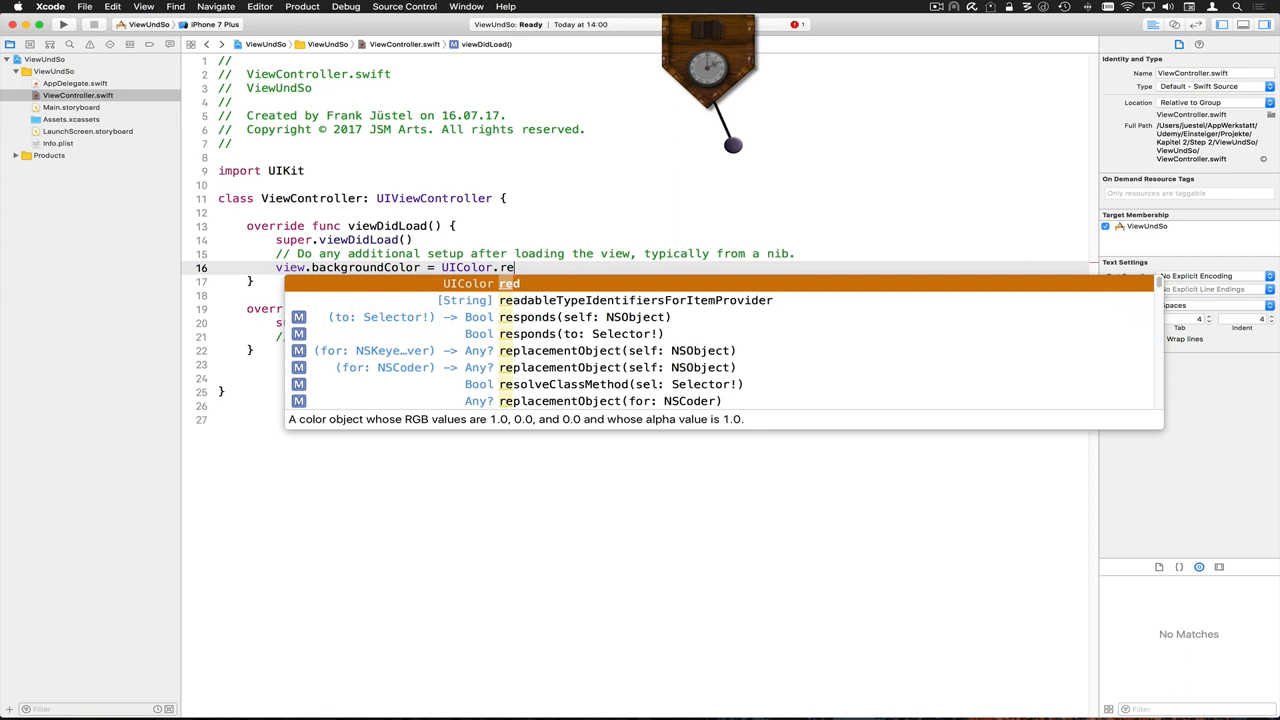 Xcode File Edit View Find Navigate Editor Product Debug Source Control Window Help
ViewUndSo iPhone 7 Plus ViewUndSo: Ready | Today at 14:00 1
ViewUndSo ViewUndSo ViewController.swift M viewDidLoad()
ViewUndSo
ViewUndSo
AppDelegate.swift
ViewController.swift
Main.storyboard
Assets.xcassets
LaunchScreen.storyboard
Info.plist
Products
Filter
1 //
2 // ViewController.swift
3 // ViewUndSo
4 //
5 // Created by Frank Jüstel on 16.07.17.
6 // Copyright © 2017 JSM Arts. All rights reserved.
7 //
8
9 import UIKit
10
11 class ViewController: UIViewController {
12
13 override func viewDidLoad() {
14 super.viewDidLoad()
15 // Do any additional setup after loading the view, typically from a nib.
16 view.backgroundColor = UIColor.re
17 }
18
19 over
20 s
21 //
22 }
23
24
25 }
26
27
UIColor red
[String] readableTypeIdentifiersForItemProvider
M (to: Selector!) -> Bool responds(self: NSObject)
M Bool responds(to: Selector!)
M (for: NSKeye…ver) -> Any? replacementObject(self: NSObject)
M (for: NSCoder) -> Any? replacementObject(self: NSObject)
M Bool resolveClassMethod(sel: Selector!)
M Any? replacementObject(for: NSCoder)
A color object whose RGB values are 1.0, 0.0, and 0.0 and whose alpha value is 1.0.
Identity and Type
Name ViewController.swift
Type Default - Swift Source
Location Relative to Group
ViewController.swift
Full Path /Users/juestel/AppWerkstatt/
Udemy/Einsteiger/Projekte/
Kapitel 2/Step 2/ViewUndSo/
ViewUndSo/
ViewController.swift
On Demand Resource Tags
Only resources are taggable
Target Membership
ViewUndSo
Text Settings
No Explicit Encoding
No Explicit Line Endings
Spaces
4 4
Tab Indent
Wrap lines
No Matches
Filter